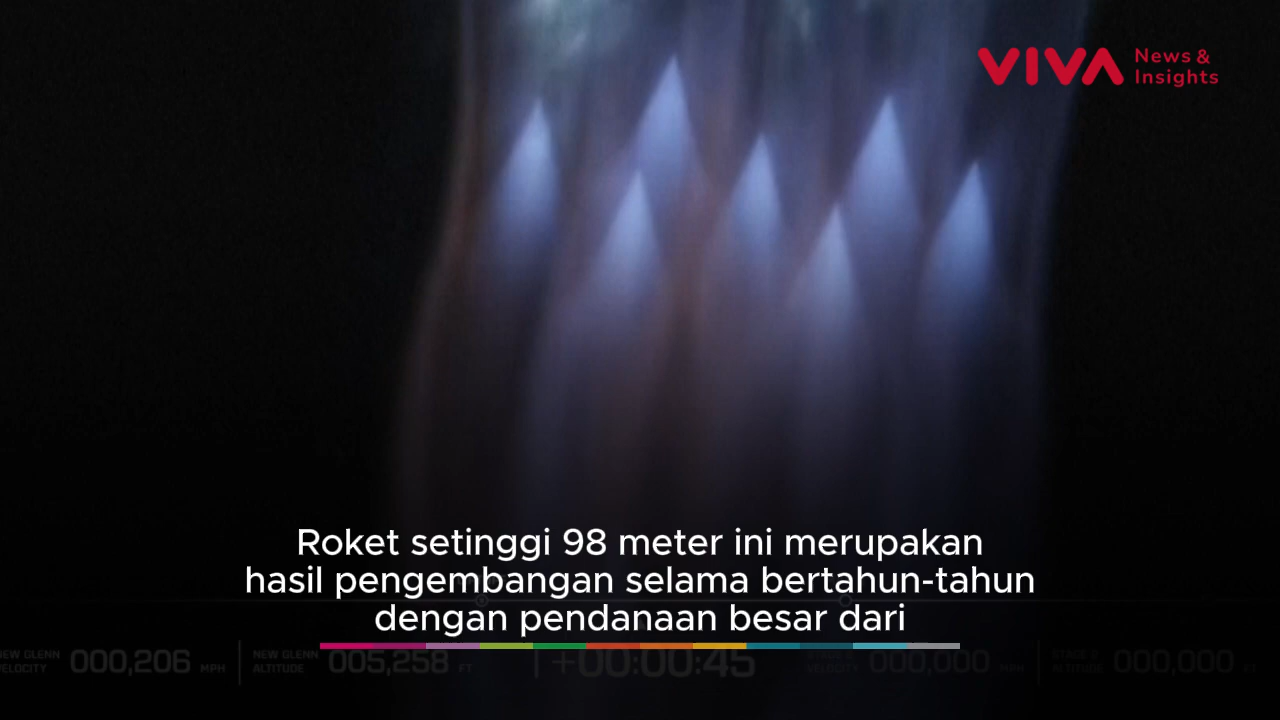 VIVA News &
Insights
Roket setinggi 98 meter ini merupakan
hasil pengembangan selama bertahun-tahun
dengan pendanaan besar dari
NEW GLENN VELOCITY 000,206 MPH
NEW GLENN ALTITUDE 005,258 FT
+00:00:45
VELOCITY 000,000 MPH
STAGE 2 ALTITUDE 000,000 FT